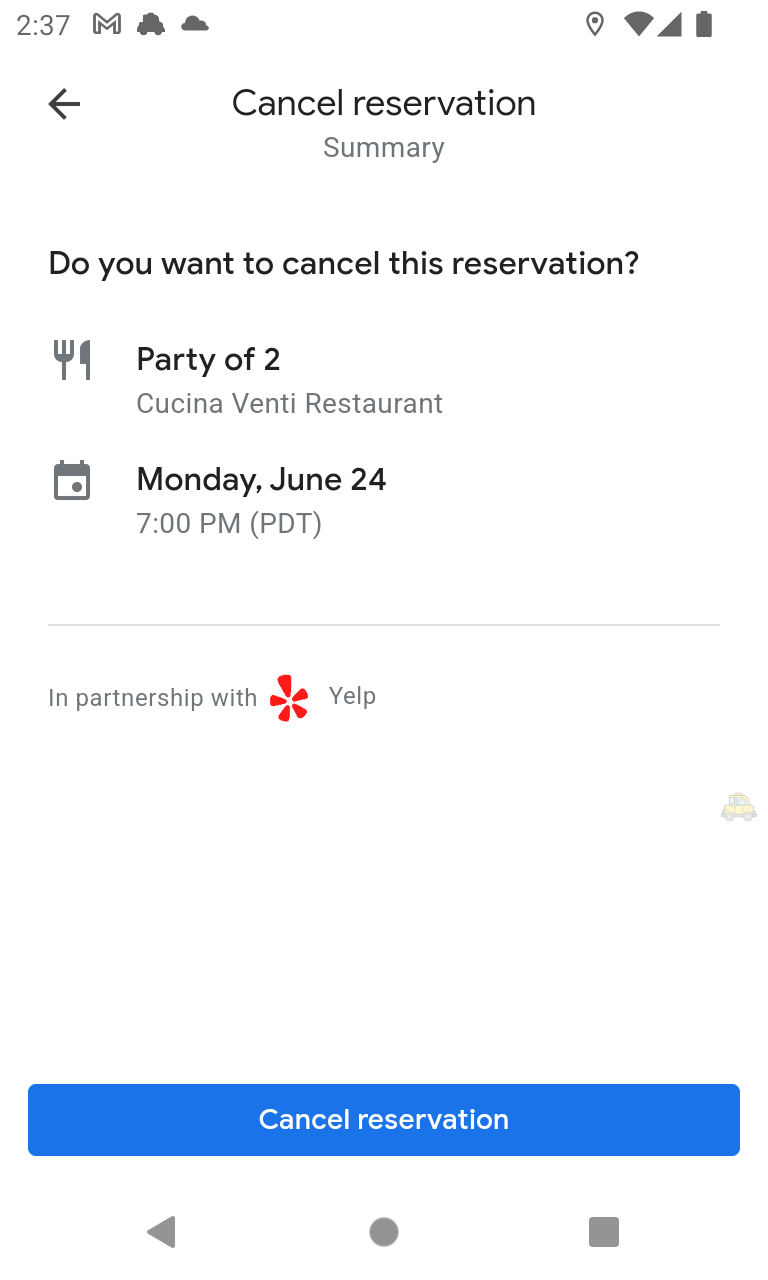 2:37
Cancel reservation
Summary
Do you want to cancel this reservation?
Party of 2
Cucina Venti Restaurant
Monday, June 24
7:00 PM (PDT)
In partnership with Yelp
Cancel reservation